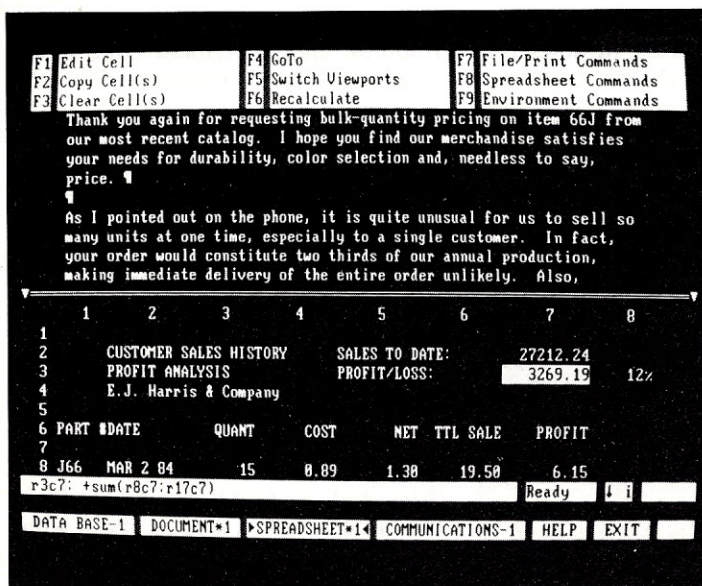 F1 Edit Cell F4 GoTo F7 File/Print Commands
F2 Copy Cell(s) F5 Switch Viewports F8 Spreadsheet Commands
F3 Clear Cell(s) F6 Recalculate F9 Environment Commands
Thank you again for requesting bulk-quantity pricing on item 66J from
our most recent catalog. I hope you find our merchandise satisfies
your needs for durability, color selection and, needless to say,
price. ¶
¶
As I pointed out on the phone, it is quite unusual for us to sell so
many units at one time, especially to a single customer. In fact,
your order would constitute two thirds of our annual production,
making immediate delivery of the entire order unlikely. Also,
1 2 3 4 5 6 7 8
1
2 CUSTOMER SALES HISTORY SALES TO DATE: 27212.24
3 PROFIT ANALYSIS PROFIT/LOSS: 3269.19 12%
4 E.J. Harris & Company
5
6 PART #DATE QUANT COST NET TTL SALE PROFIT
7
8 J66 MAR 2 84 15 0.89 1.30 19.50 6.15
r3c7: +sum(r8c7:r17c7) Ready ↓ i
DATA BASE-1 DOCUMENT*1 ▶SPREADSHEET*1◀ COMMUNICATIONS-1 HELP EXIT